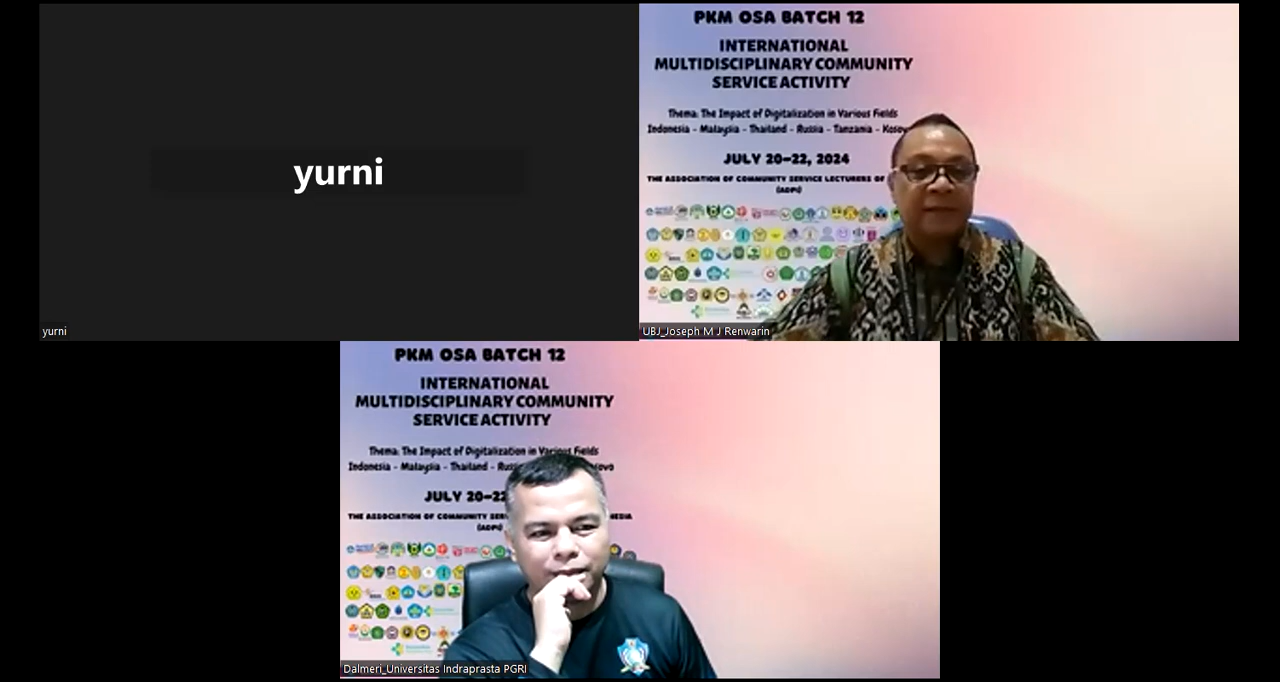 yurni
yurni
PKM OSA BATCH 12
INTERNATIONAL
MULTIDISCIPLINARY COMMUNITY
SERVICE ACTIVITY
Thema: The Impact of Digitalization in Various Fields
Indonesia - Malaysia - Thailand - Russia - Tanzania - Kosov
JULY 20-22, 2024
THE ASSOCIATION OF COMMUNITY SERVICE LECTURERS OF
(ADPI)
UBJ_Joseph M J Renwarin
PKM OSA BATCH 12
INTERNATIONAL
MULTIDISCIPLINARY COMMUNITY
SERVICE ACTIVITY
Thema: The Impact of Digitalization in Various Fields
Indonesia - Malaysia - Thailand - Russ osovo
JULY 20-22
THE ASSOCIATION OF COMMUNITY SER NESIA
(ADPI)
Dalmeri_Universitas Indraprasta PGRI